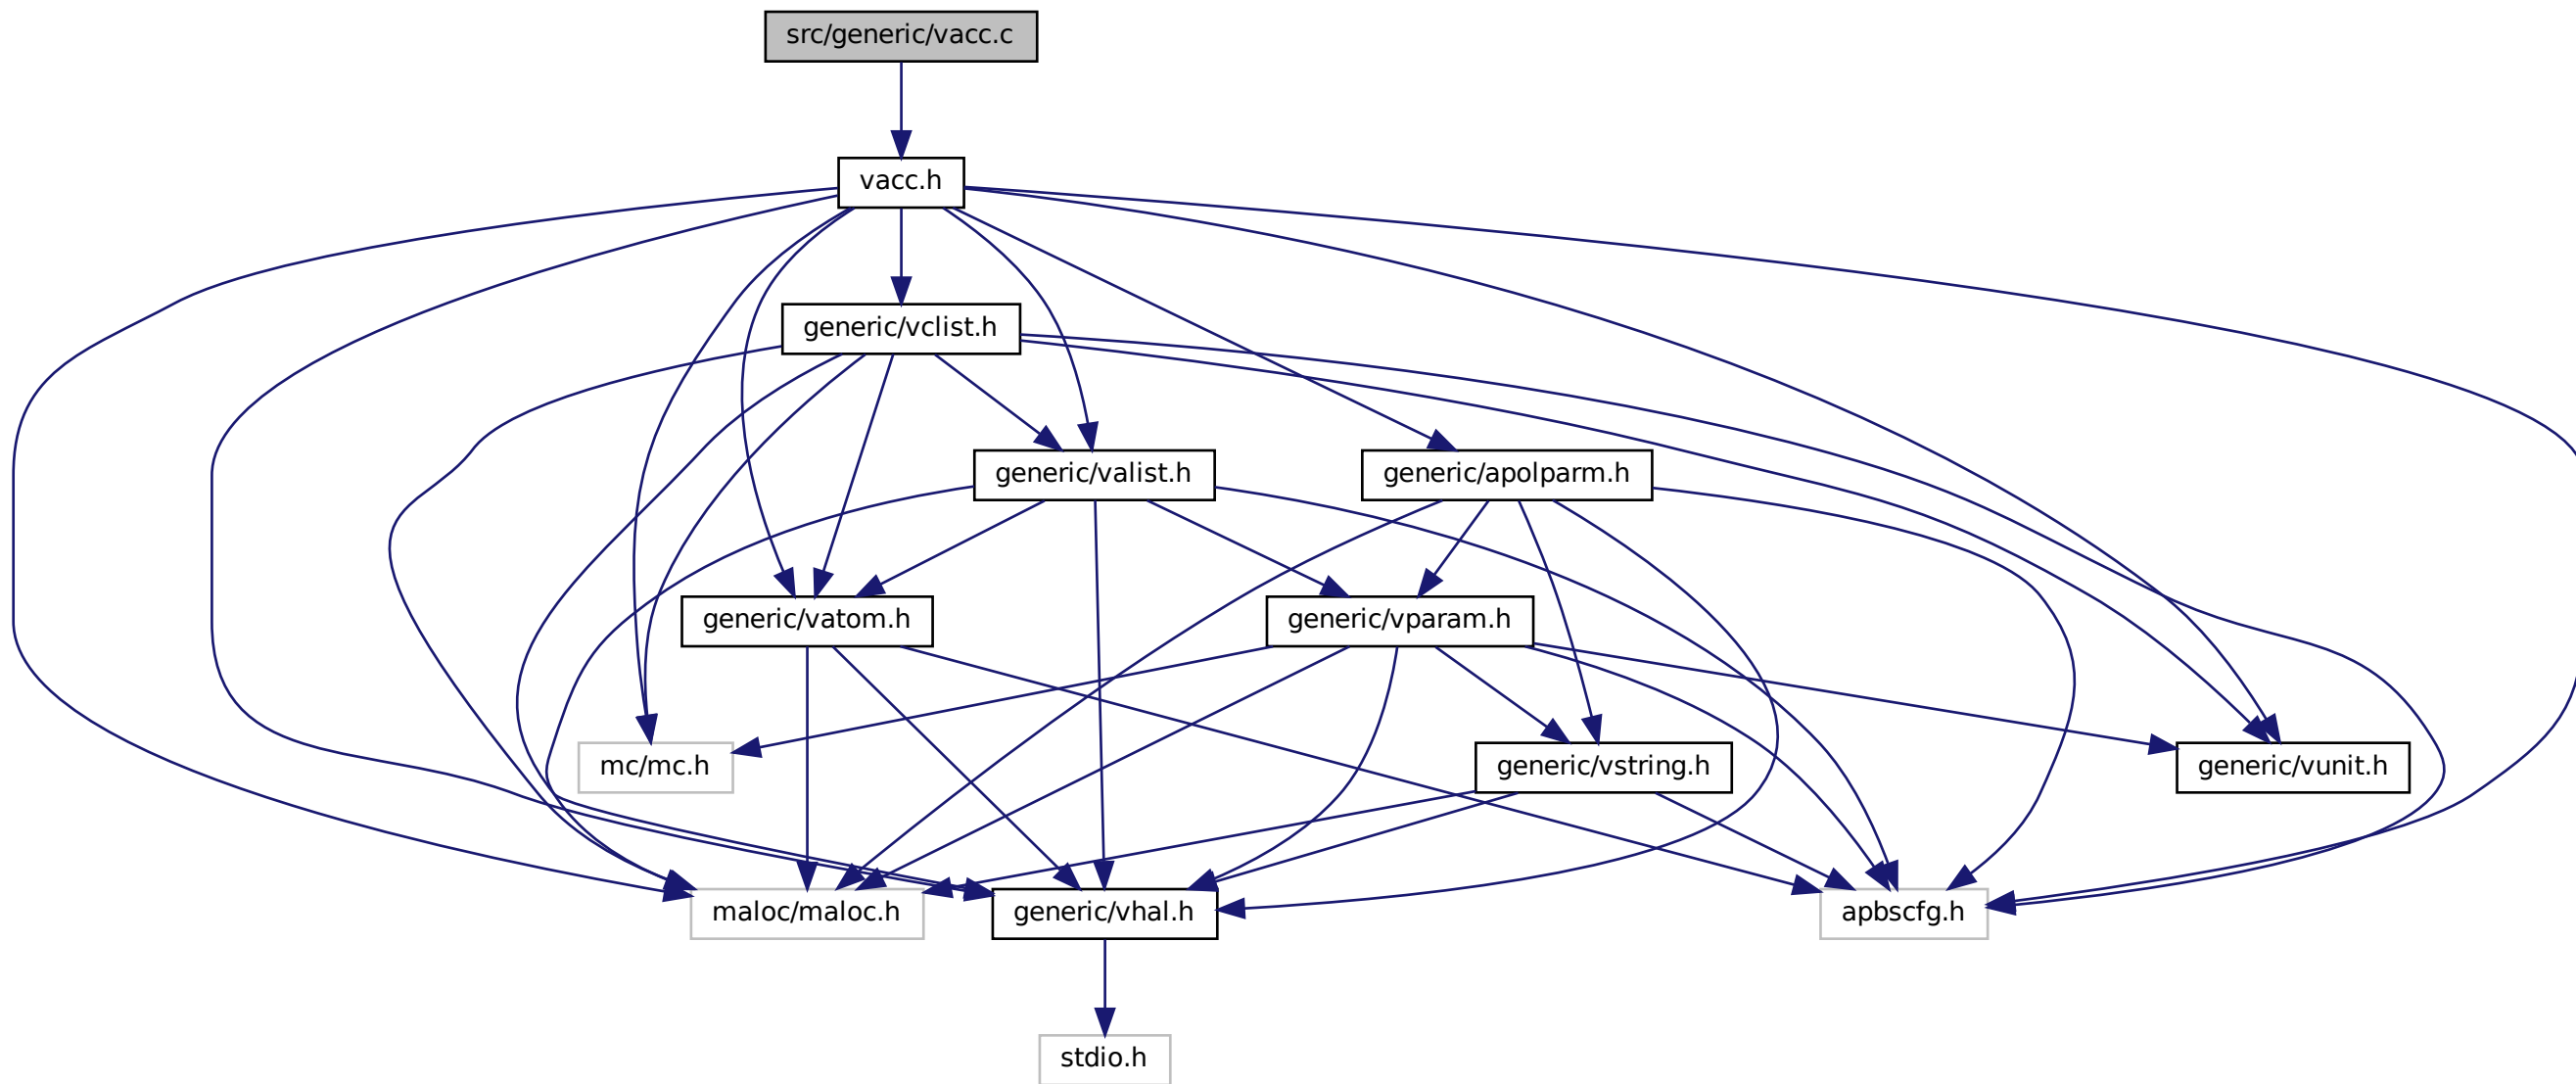 src/generic/vacc.c
vacc.h
generic/vclist.h
generic/valist.h
generic/apolparm.h
generic/vatom.h
generic/vparam.h
mc/mc.h
generic/vstring.h
generic/vunit.h
maloc/maloc.h
generic/vhal.h
apbscfg.h
stdio.h